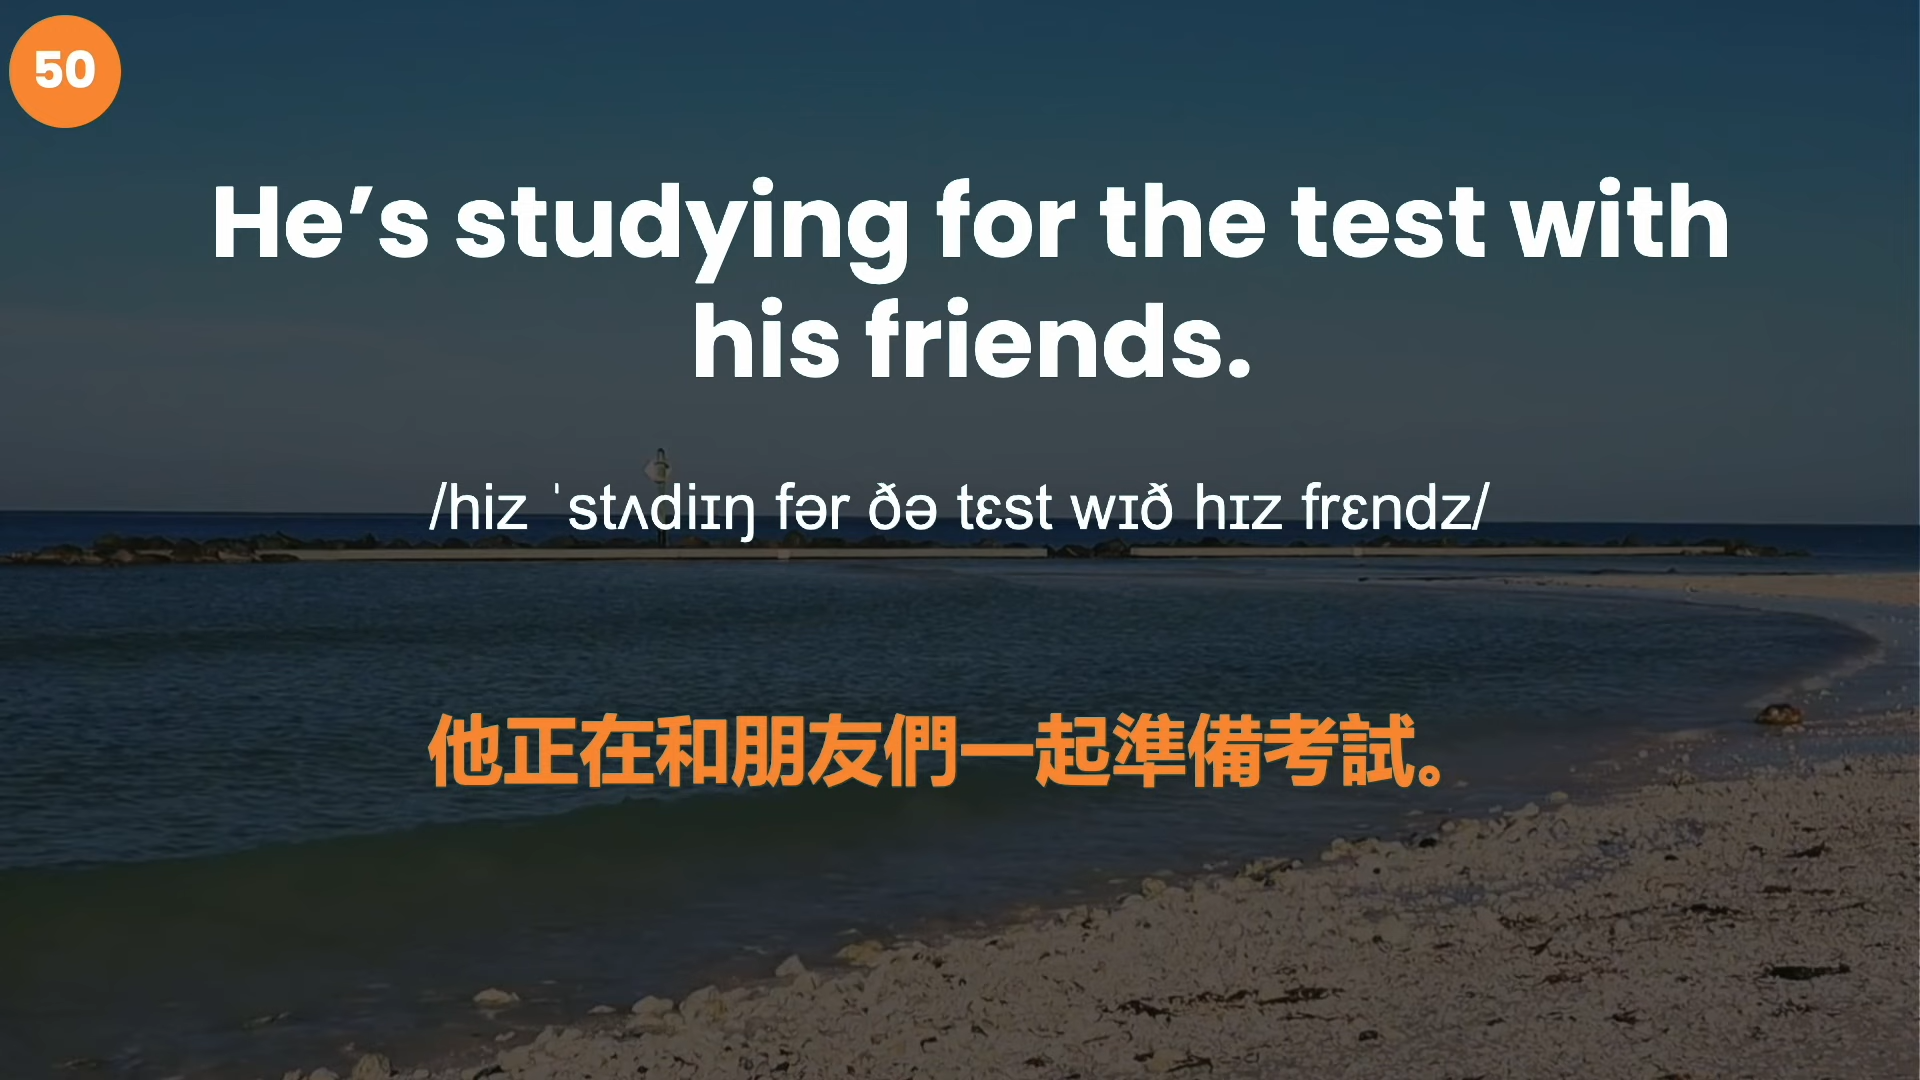 50
He’s studying for the test with
his friends.
/hiz ˈstʌdiɪŋ fər ðə tɛst wɪð hɪz frɛndz/
他正在和朋友們一起準備考試。